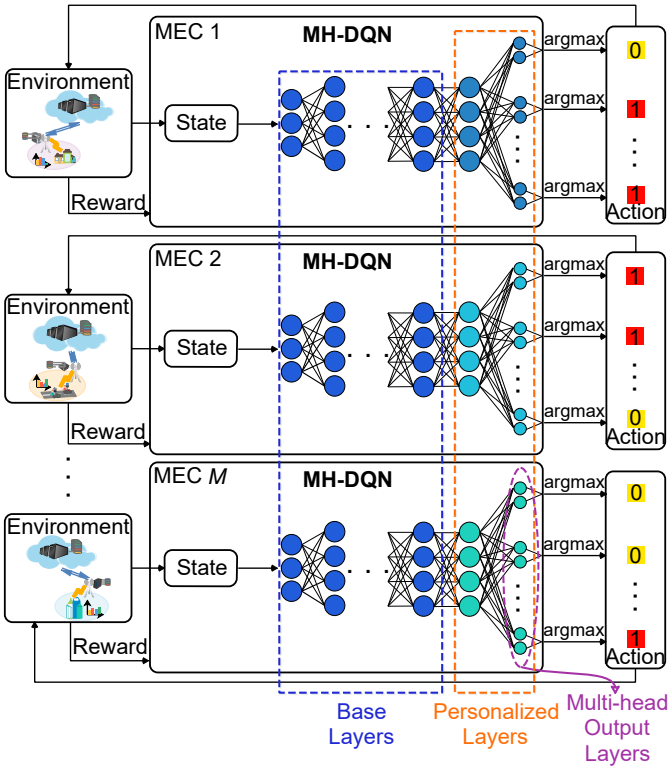 MEC 1
MH-DQN
argmax
0
Environment
argmax
1
State
. . .
Reward
argmax
1
Action
MEC 2
MH-DQN
argmax
1
Environment
argmax
1
State
. . .
Reward
argmax
0
Action
MEC M
MH-DQN
argmax
0
Environment
argmax
0
State
. . .
Reward
argmax
1
Action
Base
Layers
Personalized
Layers
Multi-head
Output
Layers